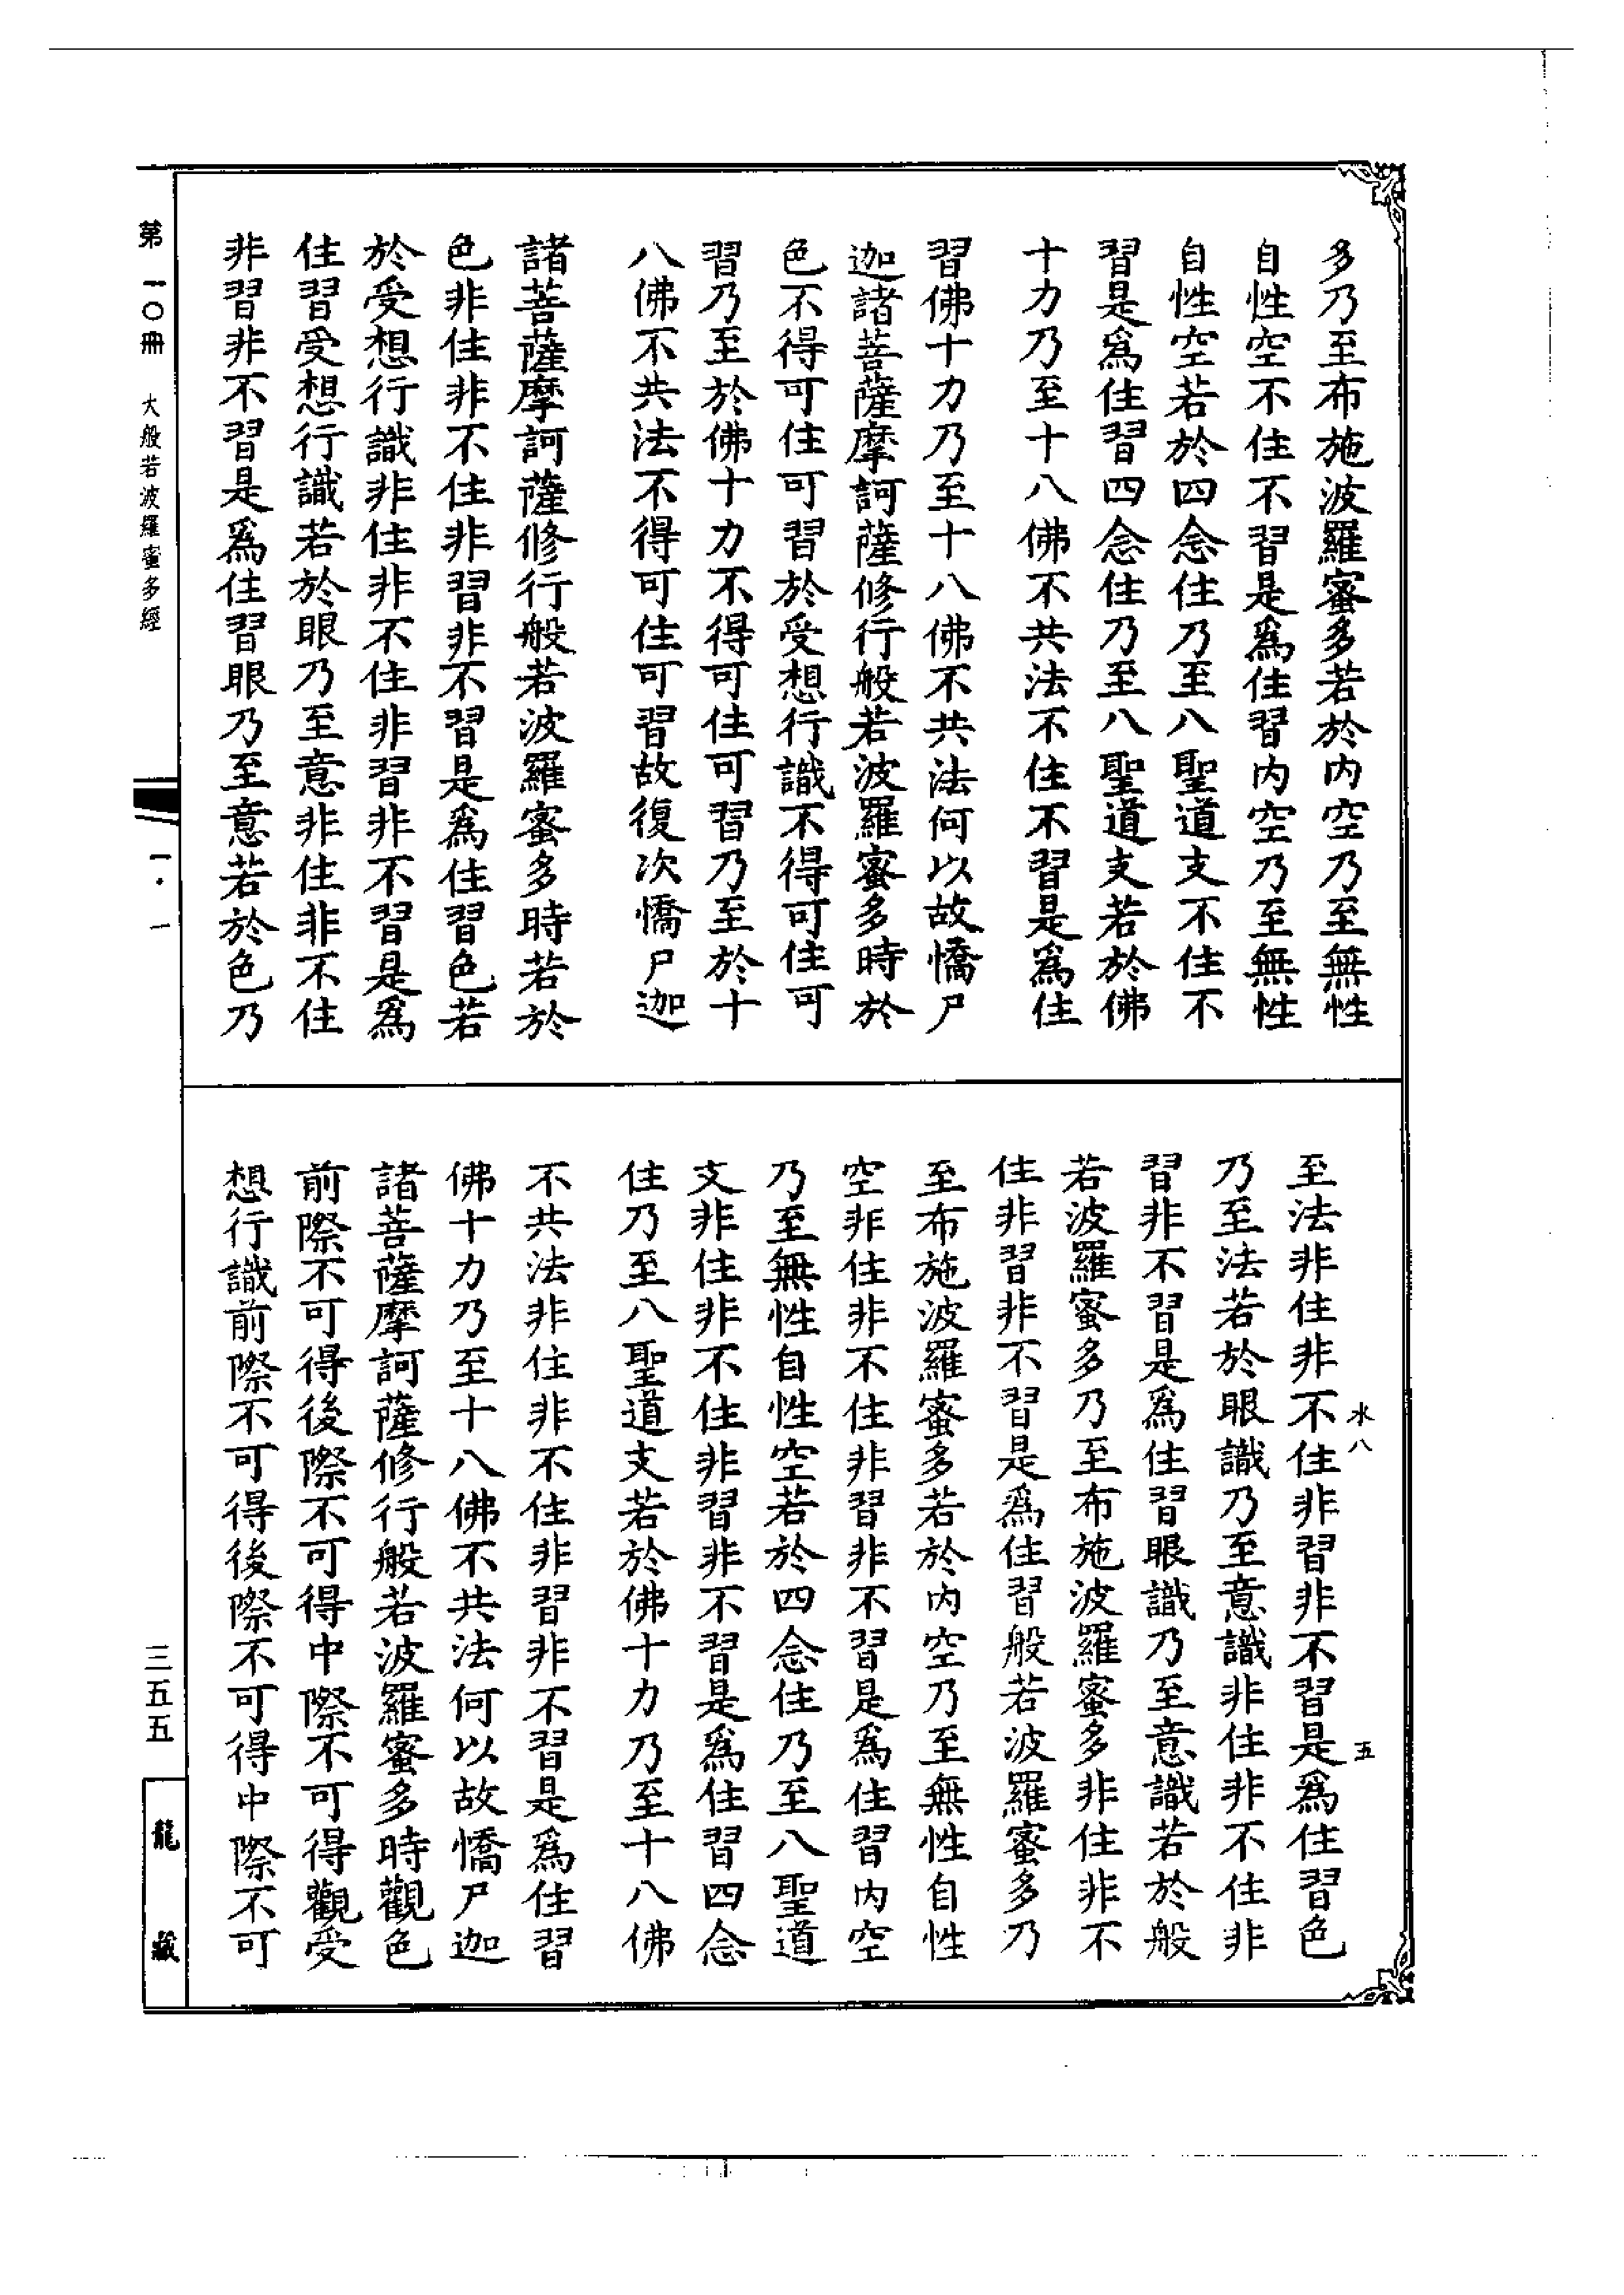 多乃至布施波羅蜜多若於內空乃至無性
自性空不住不習是爲住習內空乃至無性
自性空若於四念住乃至八聖道支不住不
習是爲住習四念住乃至八聖道支若於佛
十力乃至十八佛不共法不住不習是爲住
習佛十力乃至十八佛不共法何以故憍尸
迦諸菩薩摩訶薩修行般若波羅蜜多時於
色不得可住可習於受想行識不得可住可
習乃至於佛十力不得可住可習乃至於十
八佛不共法不得可住可習故復次憍尸迦
諸菩薩摩訶薩修行般若波羅蜜多時若於
色非住非不住非習非不習是爲住習色若
於受想行識非住非不住非習非不習是爲
住習受想行識若於眼乃至意非住非不住
非習非不習是爲住習眼乃至意若於色乃
至法非住非不住非習非不習是爲住習色
乃至法若於眼識乃至意識非住非不住非
習非不習是爲住習眼識乃至意識若於般
若波羅蜜多乃至布施波羅蜜多非住非不
住非習非不習是爲住習般若波羅蜜多乃
至布施波羅蜜多若於內空乃至無性自性
空非住非不住非習非不習是爲住習內空
乃至無性自性空若於四念住乃至八聖道
支非住非不住非習非不習是爲住習四念
住乃至八聖道支若於佛十力乃至十八佛
不共法非住非不住非習非不習是爲住習
佛十力乃至十八佛不共法何以故憍尸迦
諸菩薩摩訶薩修行般若波羅蜜多時觀色
前際不可得後際不可得中際不可得觀受
想行識前際不可得後際不可得中際不可
水八
五
第一〇冊 大般若波羅蜜多經
一·一
三五五
龍藏